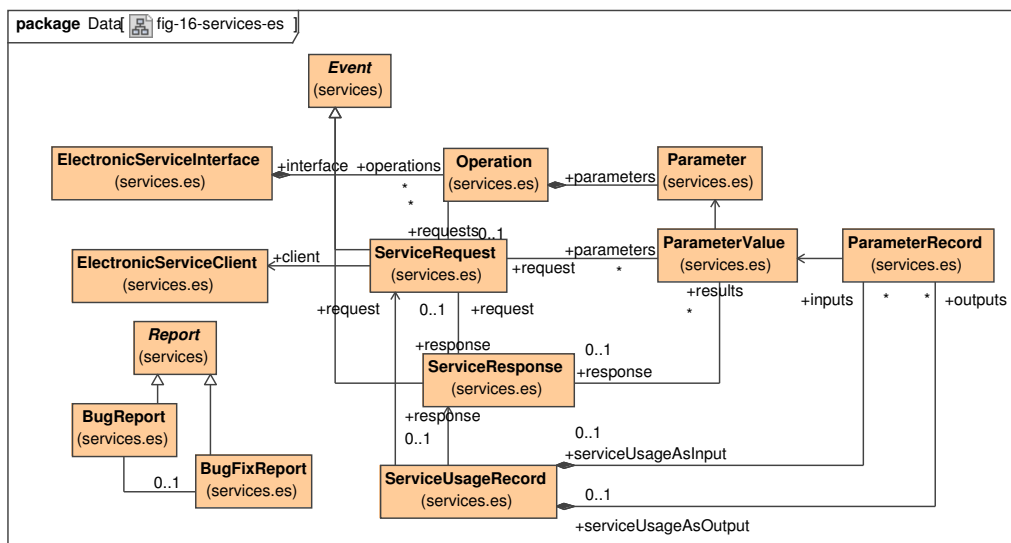 package Data[ fig-16-services-es ]
Event
(services)
ElectronicServiceInterface
(services.es)
+interface
+operations
*
*
Operation
(services.es)
+parameters
Parameter
(services.es)
+requests
0..1
ElectronicServiceClient
(services.es)
+client
ServiceRequest
(services.es)
+parameters
+request
*
ParameterValue
(services.es)
ParameterRecord
(services.es)
+request
0..1
+request
+results
*
+inputs
*
*
+outputs
Report
(services)
+response
ServiceResponse
(services.es)
0..1
+response
BugReport
(services.es)
+response
0..1
0..1
+serviceUsageAsInput
BugFixReport
(services.es)
0..1
ServiceUsageRecord
(services.es)
0..1
+serviceUsageAsOutput